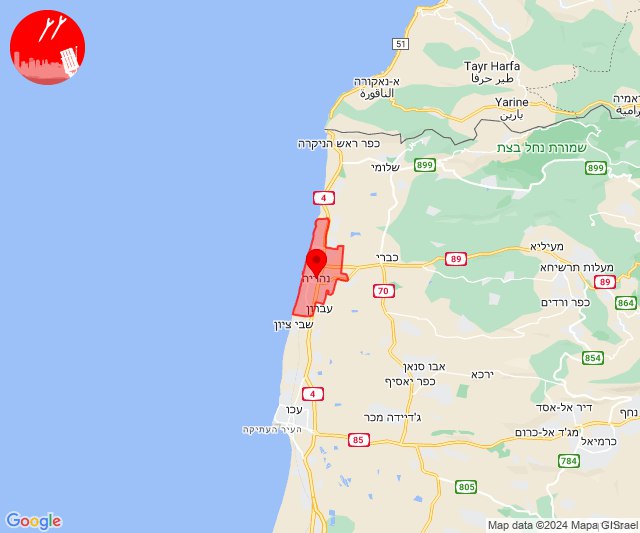 51
Tayr Harfa
طير حرفا
א-נאקורה
الناقورة
Yarine
يارين
כפר ראש הניקרה
שמורת נחל בצת
שלומי
899
899
4
מעיליא
כברי
89
מעלות תרשיחא
נהריה
89
70
כפר ורדים
864
עברון
שבי ציון
854
אבו סנאן
ירכא
כפר יאסיף
4
עכו
דיר אל-אסד
נחף
ג'דיידה מכר
העיר העתיקה
מג'ד אל-כרום
85
כרמיאל
784
805
Google
Map data ©2024 Mapa GISrael